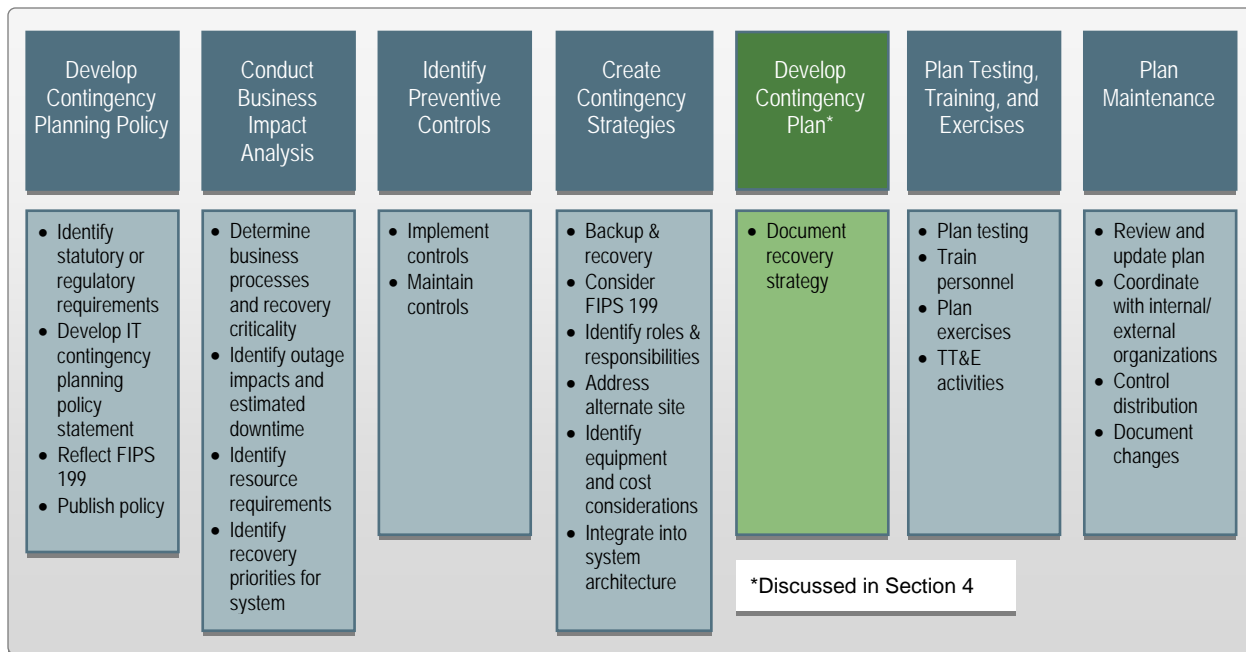 Develop
Contingency
Planning Policy
Conduct
Business
Impact
Analysis
Identify
Preventive
Controls
Create
Contingency
Strategies
Develop
Contingency
Plan*
Plan Testing,
Training, and
Exercises
Plan
Maintenance
• Identify
statutory or
regulatory
requirements
• Develop IT
contingency
planning
policy
statement
• Reflect FIPS
199
• Publish policy
• Determine
business
processes
and recovery
criticality
• Identify outage
impacts and
estimated
downtime
• Identify
resource
requirements
• Identify
recovery
priorities for
system
• Implement
controls
• Maintain
controls
• Backup &
recovery
• Consider
FIPS 199
• Identify roles &
responsibilities
• Address
alternate site
• Identify
equipment
and cost
considerations
• Integrate into
system
architecture
• Document
recovery
strategy
• Plan testing
• Train
personnel
• Plan
exercises
• TT&E
activities
• Review and
update plan
• Coordinate
with internal/
external
organizations
• Control
distribution
• Document
changes
*Discussed in Section 4